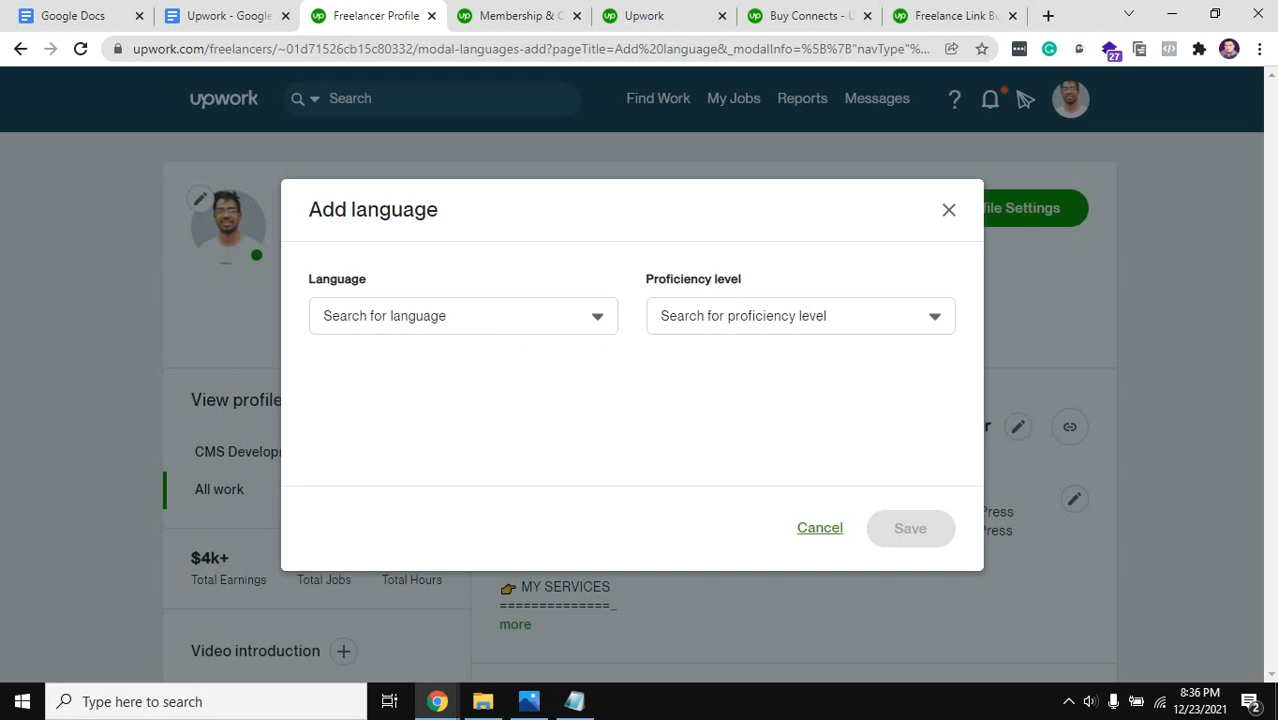 Google Docs
Upwork - Google
Freelancer Profile
Membership & C
Upwork
Buy Connects - U
Freelance Link Bu
upwork.com/freelancers/~01d71526cb15c80332/modal-languages-add?pageTitle=Add%20language&_modalInfo=%5B%7B"navType"%...
27
upwork
Search
Find Work
My Jobs
Reports
Messages
?
Add language
file Settings
Language
Proficiency level
Search for language
Search for proficiency level
View profile
r
CMS Develop
All work
Press
Press
Cancel
Save
$4k+
Total Earnings
Total Jobs
Total Hours
👉 MY SERVICES
==============_
more
Video introduction
Type here to search
8:36 PM
12/23/2021
2